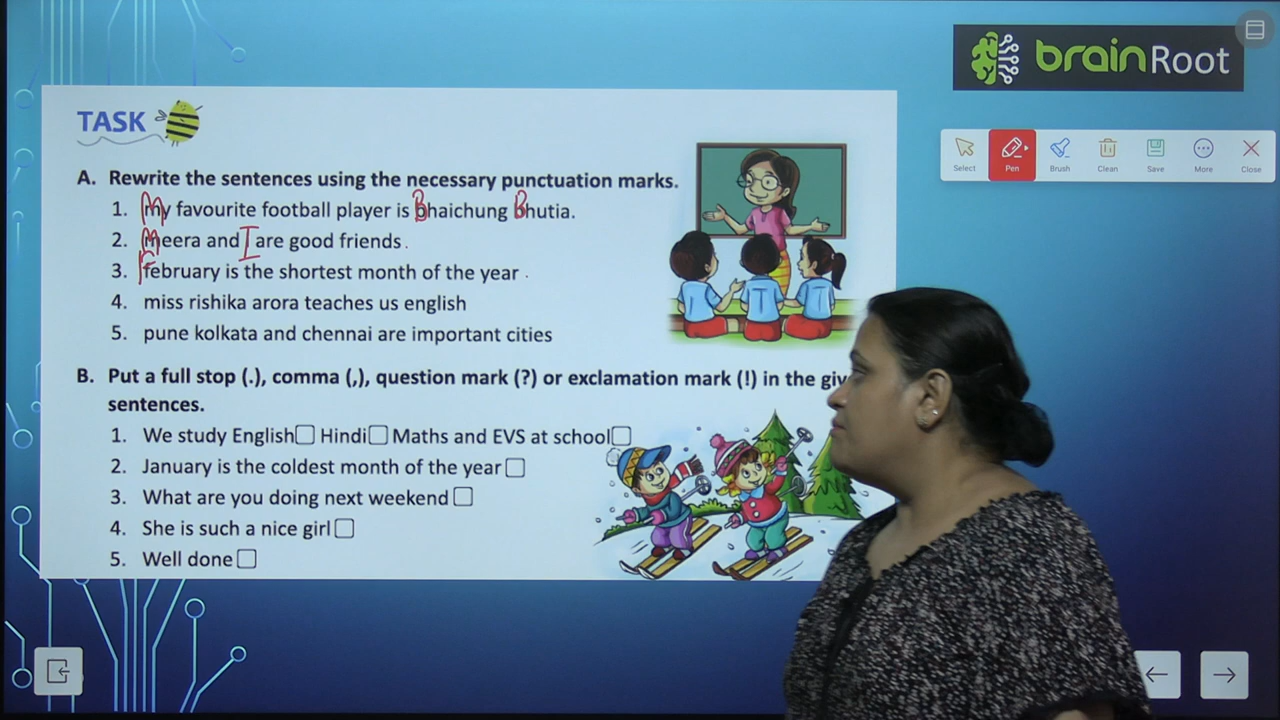 brainRoot
TASK
Select Pen Brush Clean Save More Close
A. Rewrite the sentences using the necessary punctuation marks.
1. My favourite football player is Bhaichung Bhutia.
2. Meera and I are good friends.
3. February is the shortest month of the year.
4. miss rishika arora teaches us english
5. pune kolkata and chennai are important cities
B. Put a full stop (.), comma (,), question mark (?) or exclamation mark (!) in the giv
sentences.
1. We study English☐ Hindi☐ Maths and EVS at school☐
2. January is the coldest month of the year☐
3. What are you doing next weekend☐
4. She is such a nice girl☐
5. Well done☐